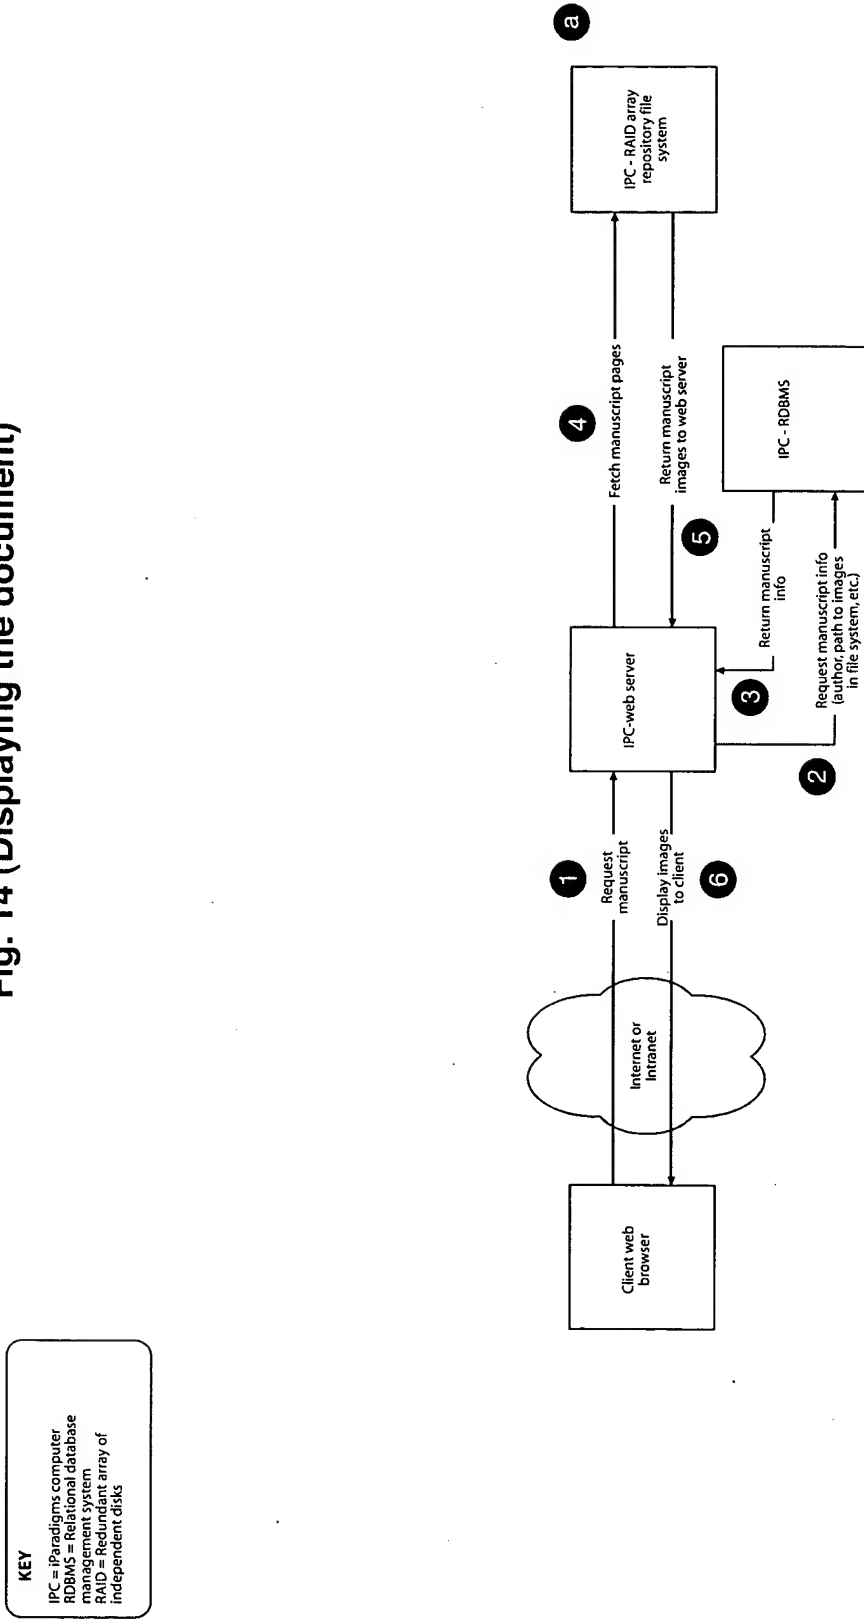 Fig. 14 (Displaying the document)
KEY
IPC = iParadigms computer
RDBMS = Relational database
management system
RAID = Redundant array of
independent disks
Client web
browser
Internet or
Intranet
1
Request
manuscript
Display images
to client
6
IPC-web server
2
Request manuscript info
(author, path to images
in file system, etc.)
3
Return manuscript
info
IPC - RDBMS
4
Fetch manuscript pages
5
Return manuscript
images to web server
IPC - RAID array
repository file
system
a